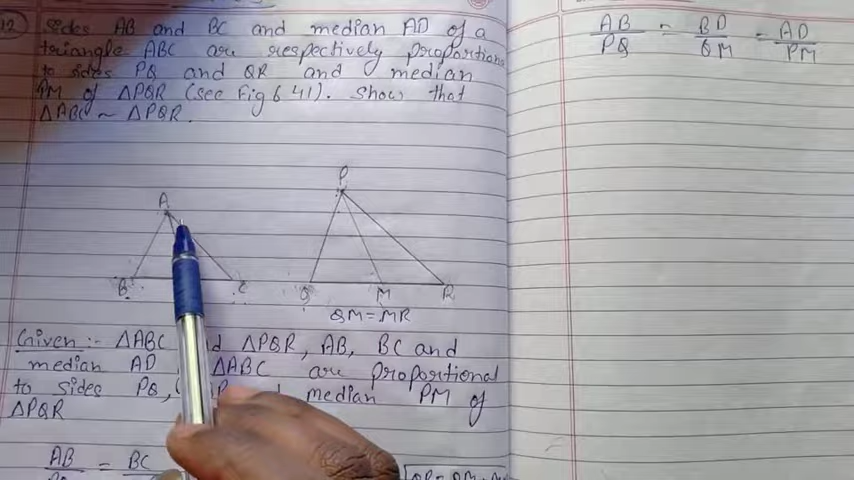 12 Sides AB and BC and median AD of a
triangle ABC are respectively proportiona
to sides PQ and QR and median
PM of ΔPQR (see Fig 6 41). Show that
ΔABC ~ ΔPQR.
A
P
B
C
Q
M
R
QM = MR
Given :- ΔABC and ΔPQR, AB, BC and
median AD ΔABC are proportional
to sides PQ, median PM of
ΔPQR
AB = BC
AB/PQ = BD/QM = AD/PM